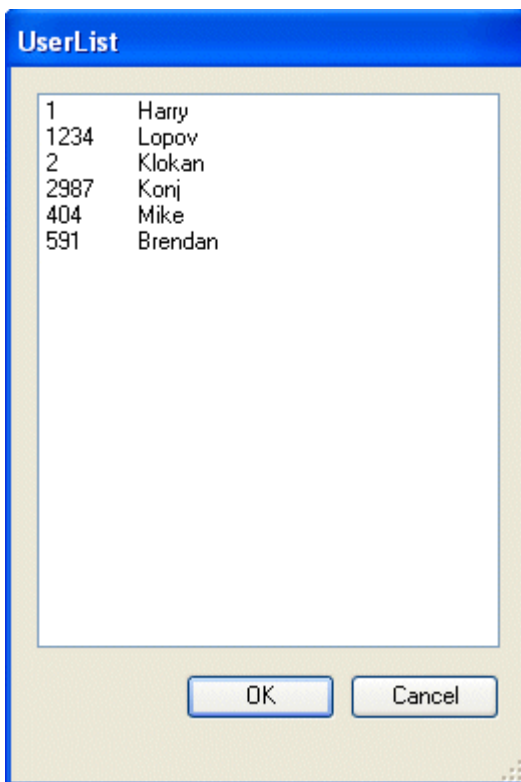 UserList
1 Harry
1234 Lopov
2 Klokan
2987 Konj
404 Mike
591 Brendan
OK Cancel